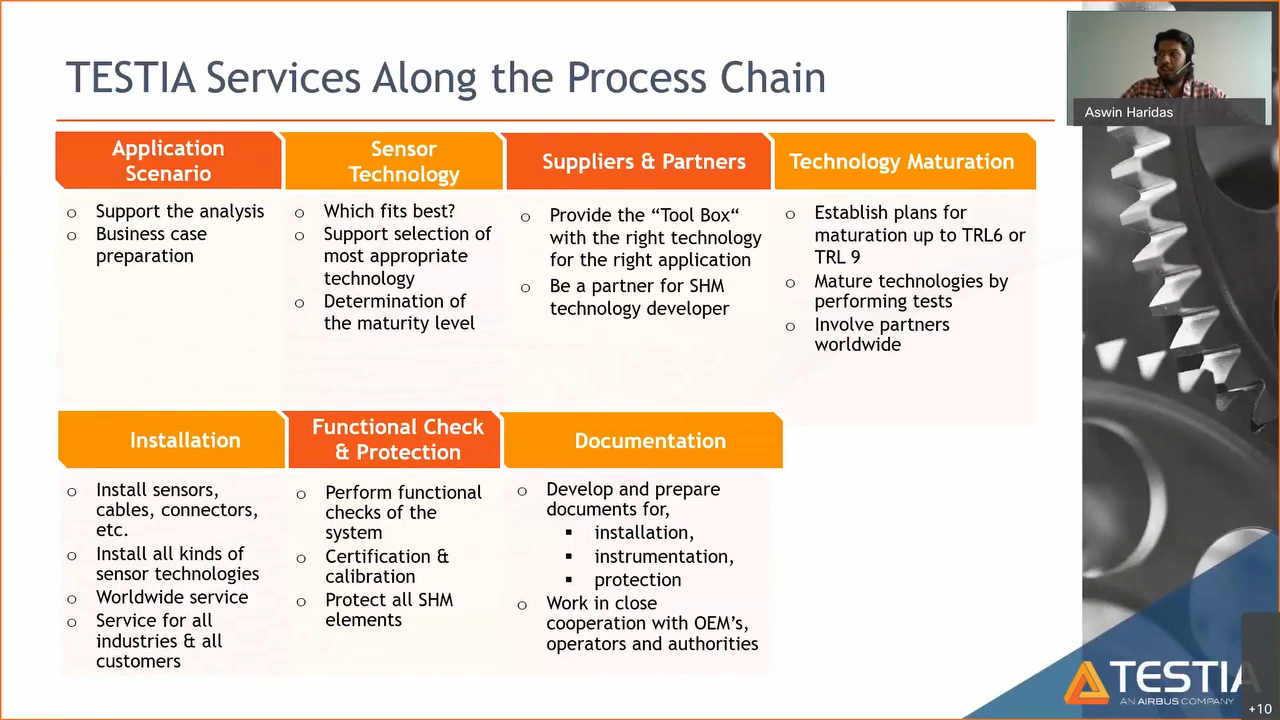 TESTIA Services Along the Process Chain
Aswin Haridas
Application
Scenario
o Support the analysis
o Business case
preparation
Sensor
Technology
o Which fits best?
o Support selection of
most appropriate
technology
o Determination of
the maturity level
Suppliers & Partners
o Provide the “Tool Box“
with the right technology
for the right application
o Be a partner for SHM
technology developer
Technology Maturation
o Establish plans for
maturation up to TRL6 or
TRL 9
o Mature technologies by
performing tests
o Involve partners
worldwide
Installation
o Install sensors,
cables, connectors,
etc.
o Install all kinds of
sensor technologies
o Worldwide service
o Service for all
industries & all
customers
Functional Check
& Protection
o Perform functional
checks of the
system
o Certification &
calibration
o Protect all SHM
elements
Documentation
o Develop and prepare
documents for,
▪ installation,
▪ instrumentation,
▪ protection
o Work in close
cooperation with OEM’s,
operators and authorities
TESTIA
AN AIRBUS COMPANY
+10